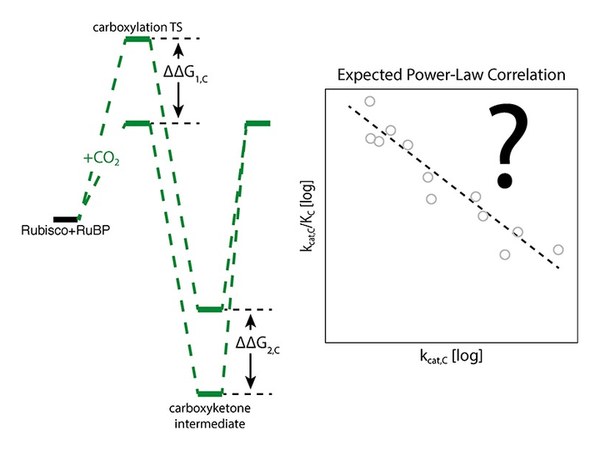 carboxylation TS
ΔΔG1,C
+CO2
Rubisco+RuBP
ΔΔG2,C
carboxyketone
intermediate
Expected Power-Law Correlation
?
kcat,C/KC [log]
kcat,C [log]